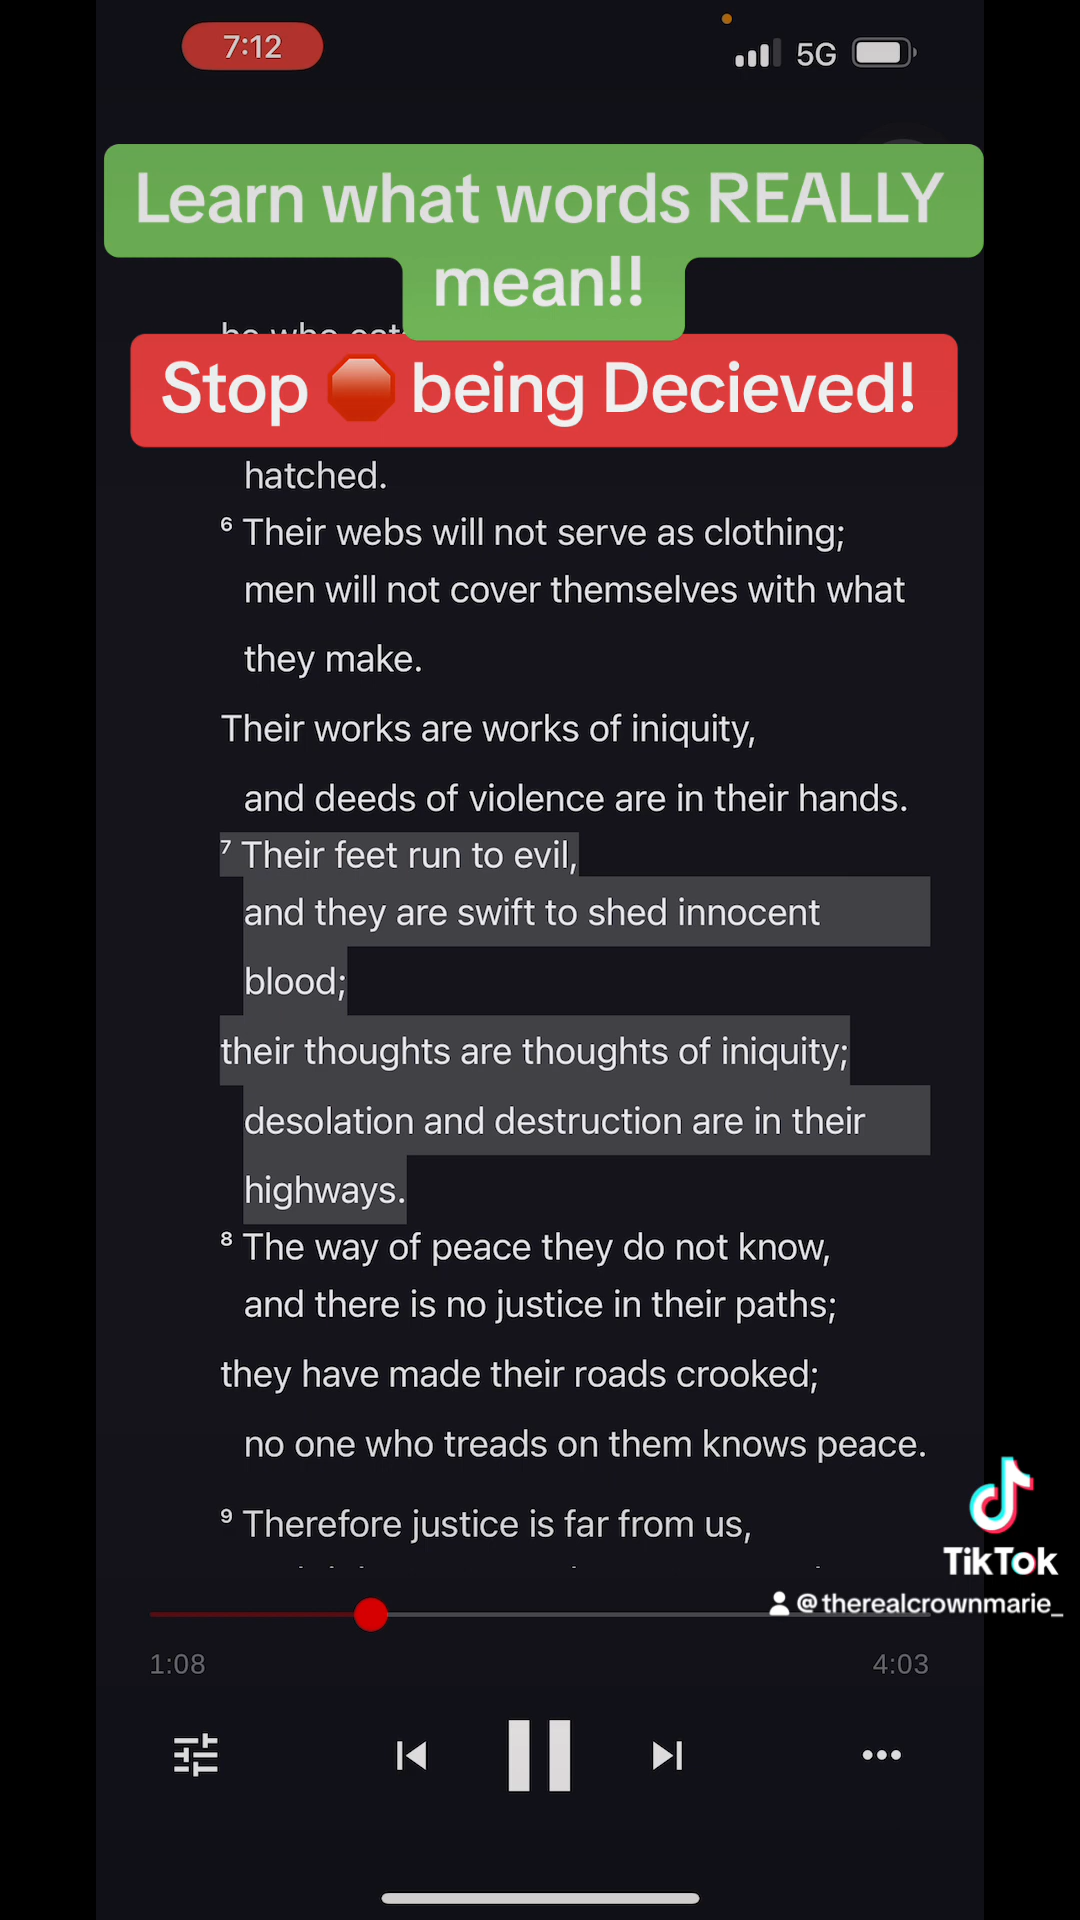 7:12
5G
Learn what words REALLY
mean!!
Stop 🛑 being Decieved!
hatched.
6 Their webs will not serve as clothing;
men will not cover themselves with what
they make.
Their works are works of iniquity,
and deeds of violence are in their hands.
7 Their feet run to evil,
and they are swift to shed innocent
blood;
their thoughts are thoughts of iniquity;
desolation and destruction are in their
highways.
8 The way of peace they do not know,
and there is no justice in their paths;
they have made their roads crooked;
no one who treads on them knows peace.
9 Therefore justice is far from us,
TikTok
@therealcrownmarie_
1:08
4:03